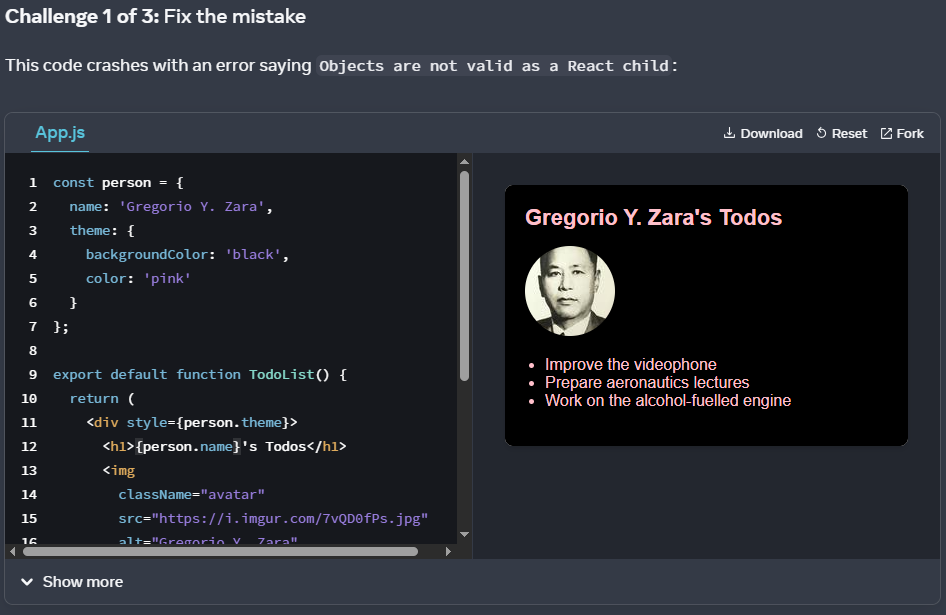 Challenge 1 of 3: Fix the mistake
This code crashes with an error saying Objects are not valid as a React child:
App.js
Download Reset Fork
1 const person = {
2 name: 'Gregorio Y. Zara',
3 theme: {
4 backgroundColor: 'black',
5 color: 'pink'
6 }
7 };
8
9 export default function TodoList() {
10 return (
11 <div style={person.theme}>
12 <h1>{person.name}'s Todos</h1>
13 <img
14 className="avatar"
15 src="https://i.imgur.com/7vQD0fPs.jpg"
16 alt="Gregorio Y. Zara"
Gregorio Y. Zara's Todos
• Improve the videophone
• Prepare aeronautics lectures
• Work on the alcohol-fuelled engine
Show more